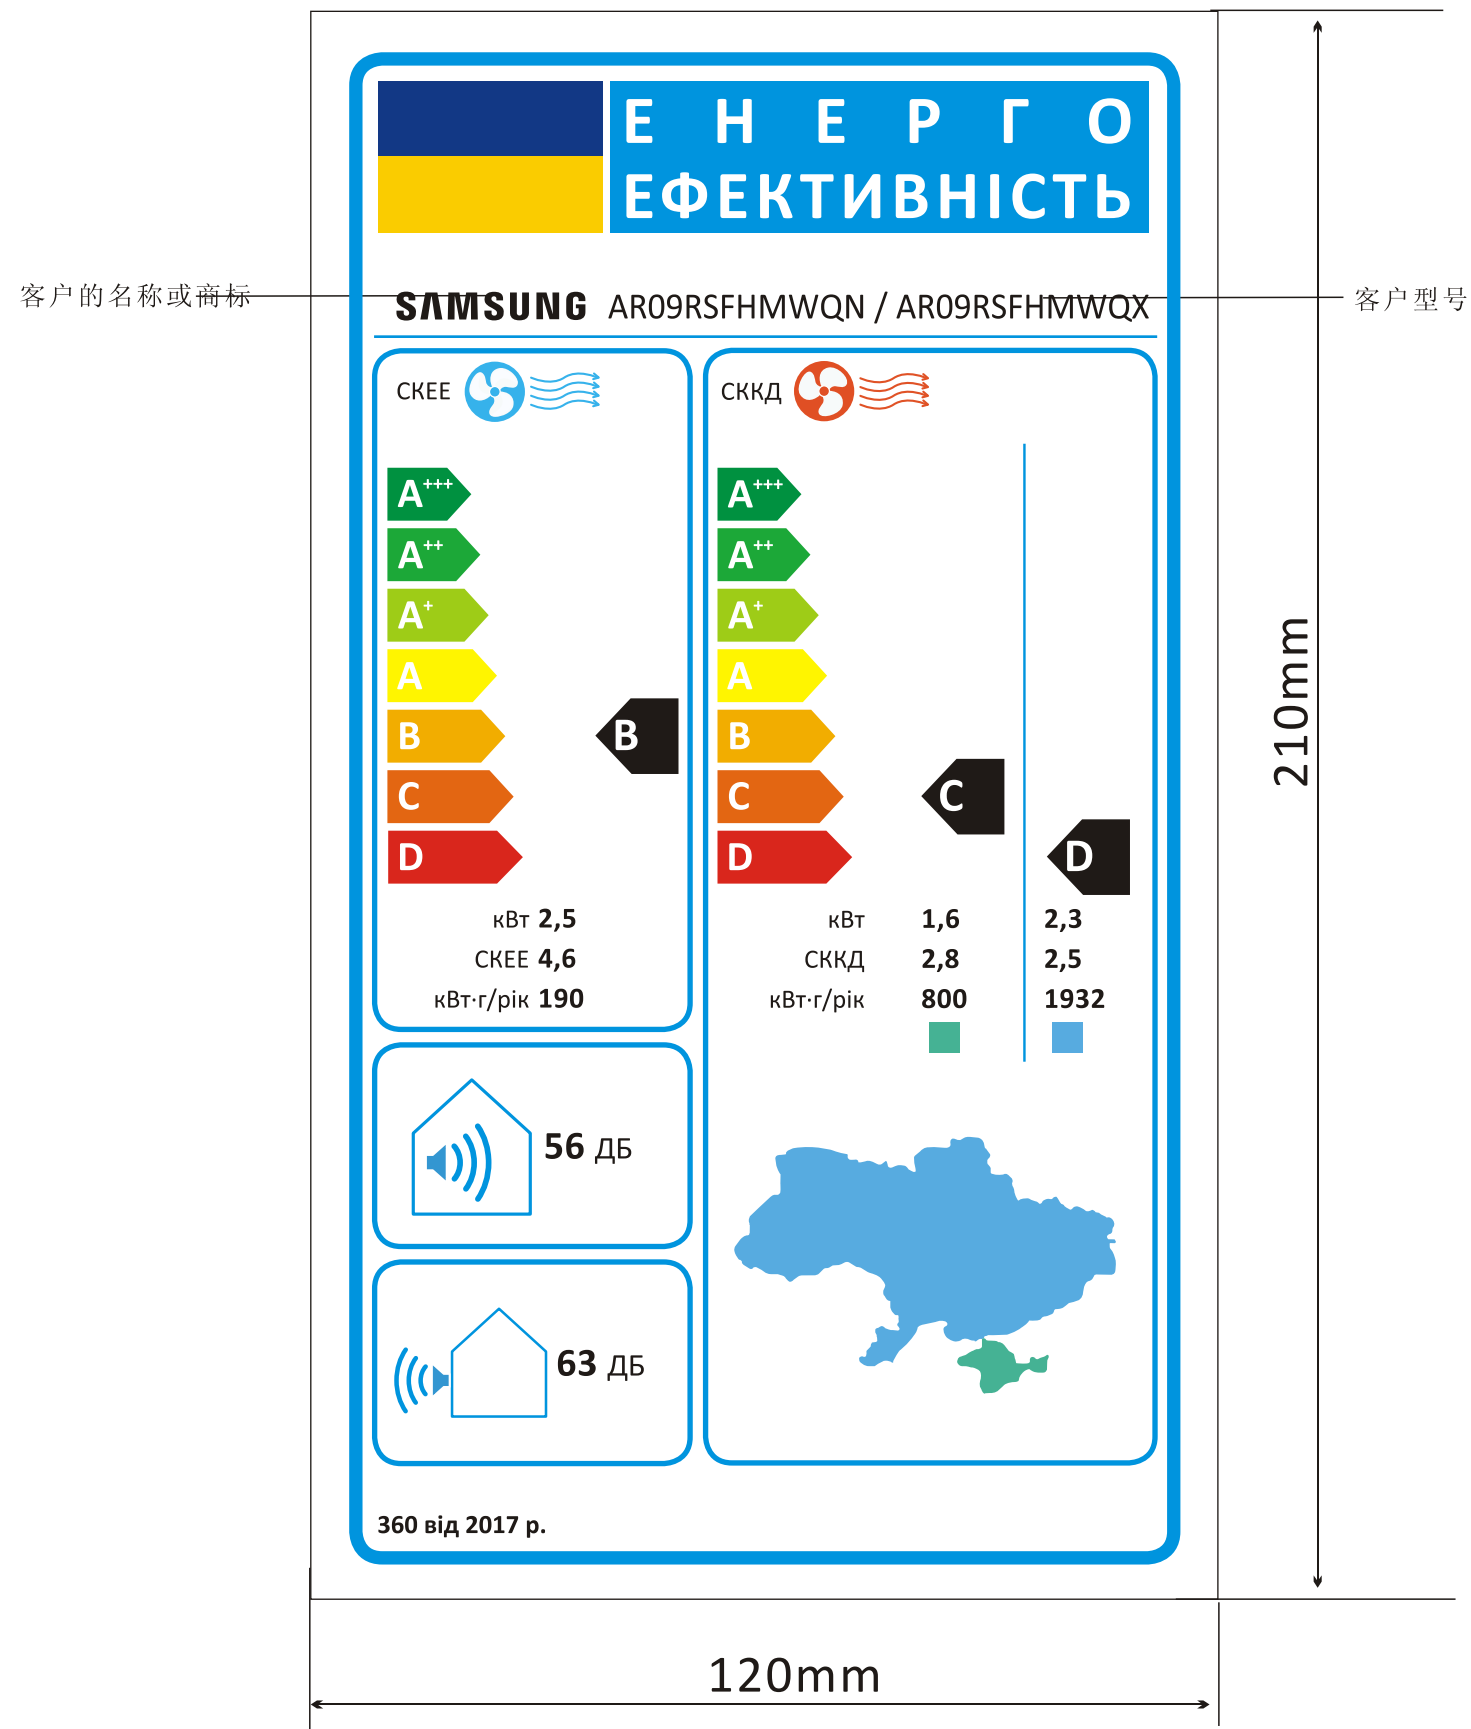 ЕНЕРГО
ЕФЕКТИВНІСТЬ
客户的名称或商标
SAMSUNG AR09RSFHMWQN / AR09RSFHMWQX
客户型号
СКЕЕ
A+++
A++
A+
A
B
C
D
B
кВт 2,5
СКЕЕ 4,6
кВт·г/рік 190
СККД
A+++
A++
A+
A
B
C
D
C
D
кВт 1,6 2,3
СККД 2,8 2,5
кВт·г/рік 800 1932
56 ДБ
63 ДБ
360 від 2017 р.
210mm
120mm